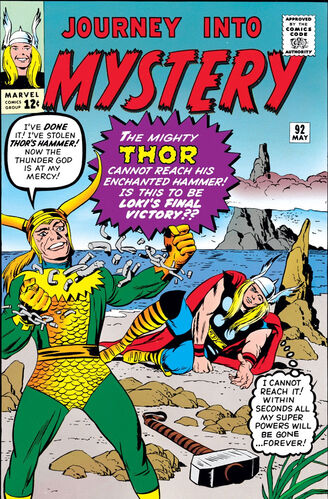 JOURNEY INTO
MYSTERY
APPROVED
BY THE
COMICS
CODE
AUTHORITY
MARVEL
COMICS
GROUP
12¢
92
MAY
I'VE DONE
IT! I'VE STOLEN
THOR'S HAMMER!
NOW THE
THUNDER GOD
IS AT MY
MERCY!
THE MIGHTY
THOR
CANNOT REACH HIS
ENCHANTED HAMMER!
IS THIS TO BE
LOKI'S FINAL
VICTORY??
I CANNOT
REACH IT!
WITHIN
SECONDS ALL
MY SUPER
POWERS WILL
BE GONE
...FOREVER!